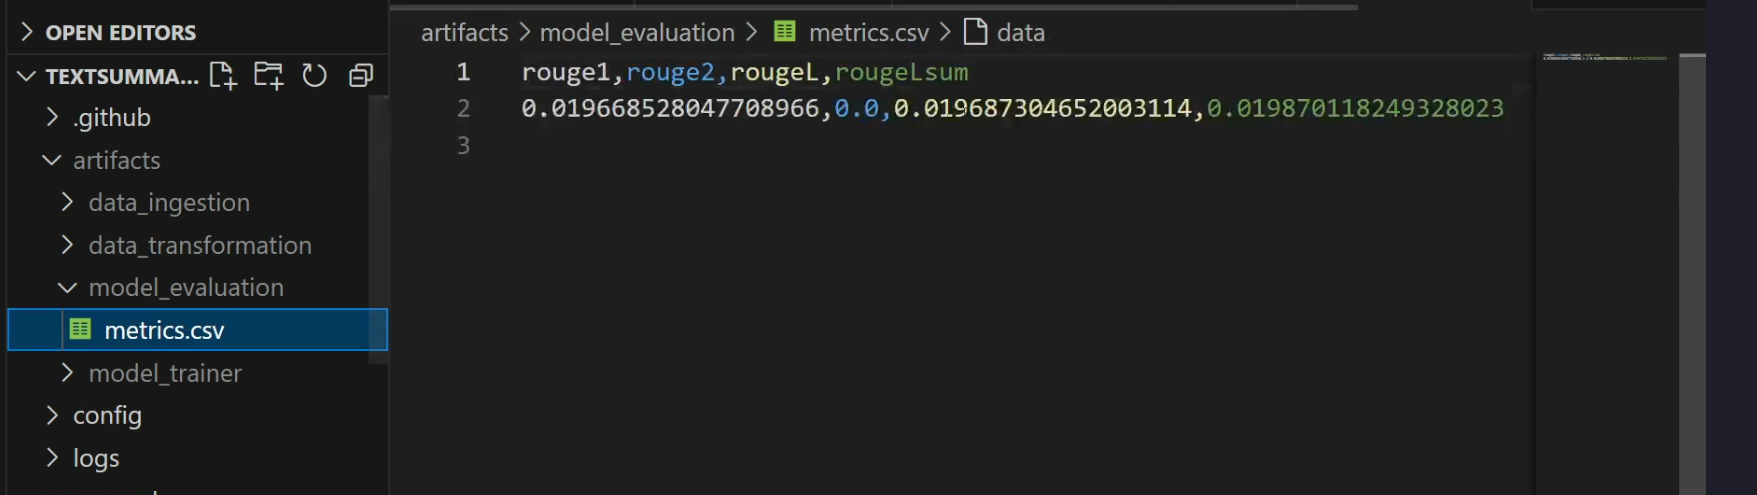 OPEN EDITORS
TEXTSUMMA...
.github
artifacts
data_ingestion
data_transformation
model_evaluation
metrics.csv
model_trainer
config
logs
artifacts > model_evaluation > metrics.csv > data
1 rouge1,rouge2,rougeL,rougeLsum
2 0.019668528047708966,0.0,0.019687304652003114,0.019870118249328023
3